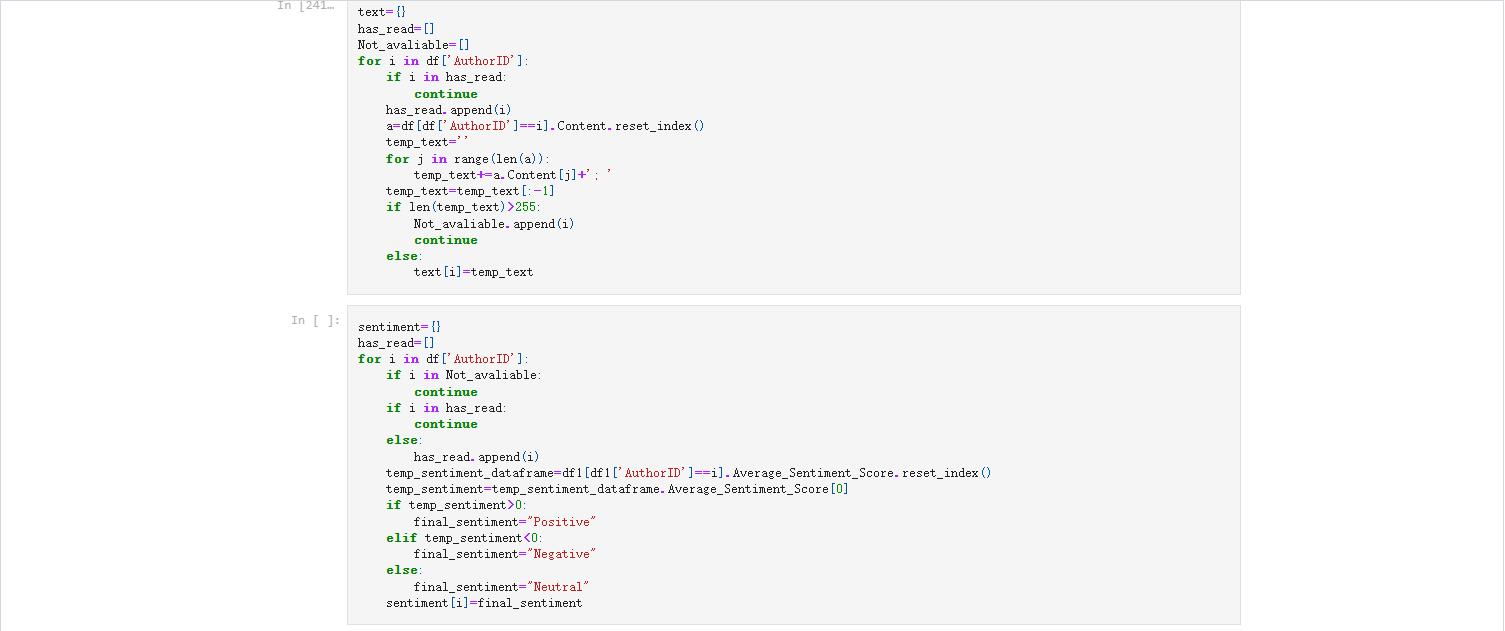 In [241…
text={}
has_read=[]
Not_avaliable=[]
for i in df['AuthorID']:
    if i in has_read:
        continue
    has_read.append(i)
    a=df[df['AuthorID']==i].Content.reset_index()
    temp_text=''
    for j in range(len(a)):
        temp_text+=a.Content[j]+'; '
    temp_text=temp_text[:-1]
    if len(temp_text)>255:
        Not_avaliable.append(i)
        continue
    else:
        text[i]=temp_text
In [ ]:
sentiment={}
has_read=[]
for i in df['AuthorID']:
    if i in Not_avaliable:
        continue
    if i in has_read:
        continue
    else:
        has_read.append(i)
    temp_sentiment_dataframe=df1[df1['AuthorID']==i].Average_Sentiment_Score.reset_index()
    temp_sentiment=temp_sentiment_dataframe.Average_Sentiment_Score[0]
    if temp_sentiment>0:
        final_sentiment="Positive"
    elif temp_sentiment<0:
        final_sentiment="Negative"
    else:
        final_sentiment="Neutral"
    sentiment[i]=final_sentiment